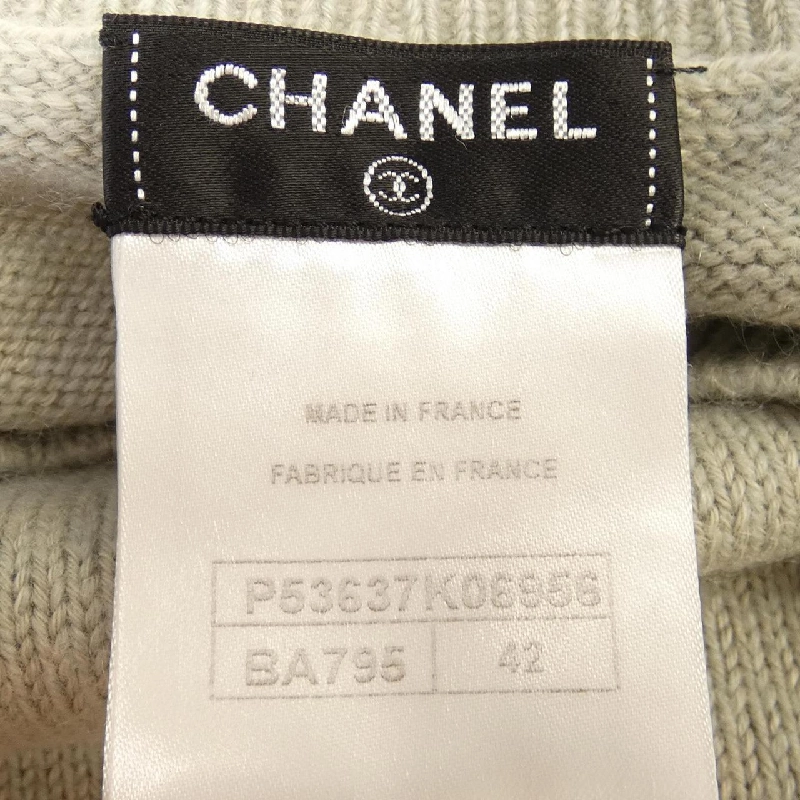 CHANEL
MADE IN FRANCE
FABRIQUE EN FRANCE
P53637K06956
BA795 42